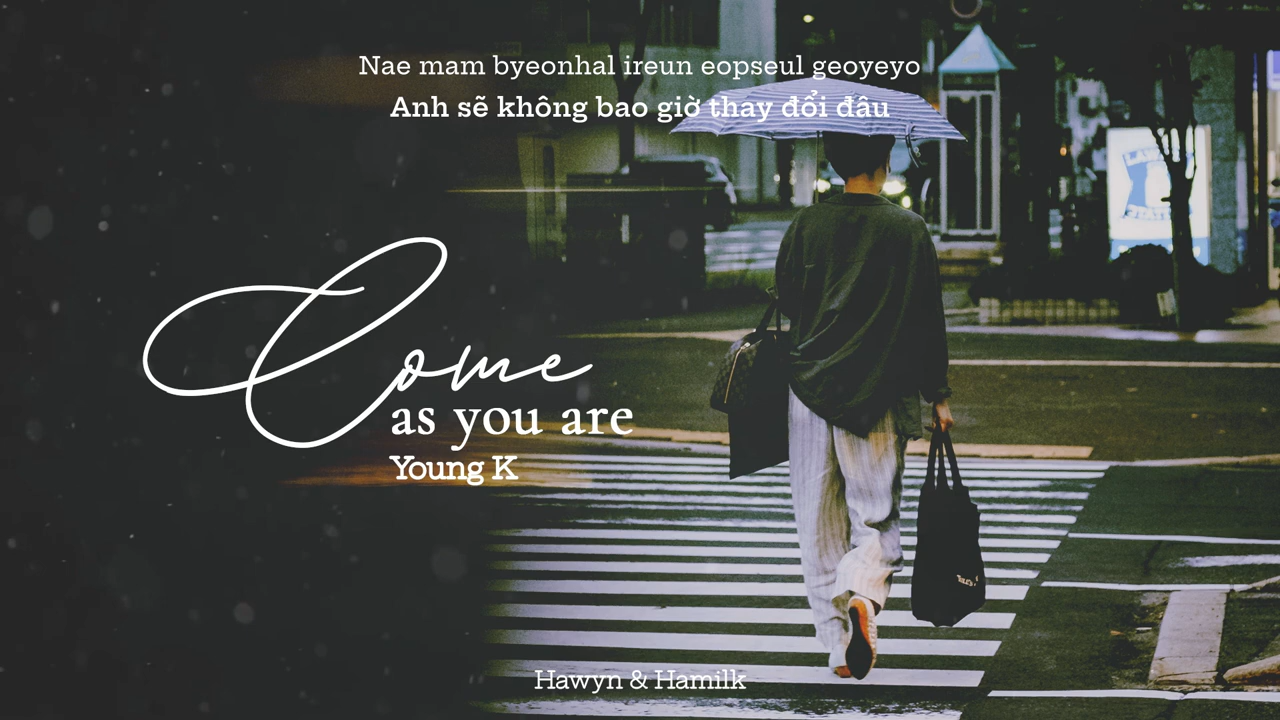 Nae mam byeonhal ireun eopseul geoyeyo
Anh sẽ không bao giờ thay đổi đâu
Come
as you are
Young K
Hawyn & Hamilk